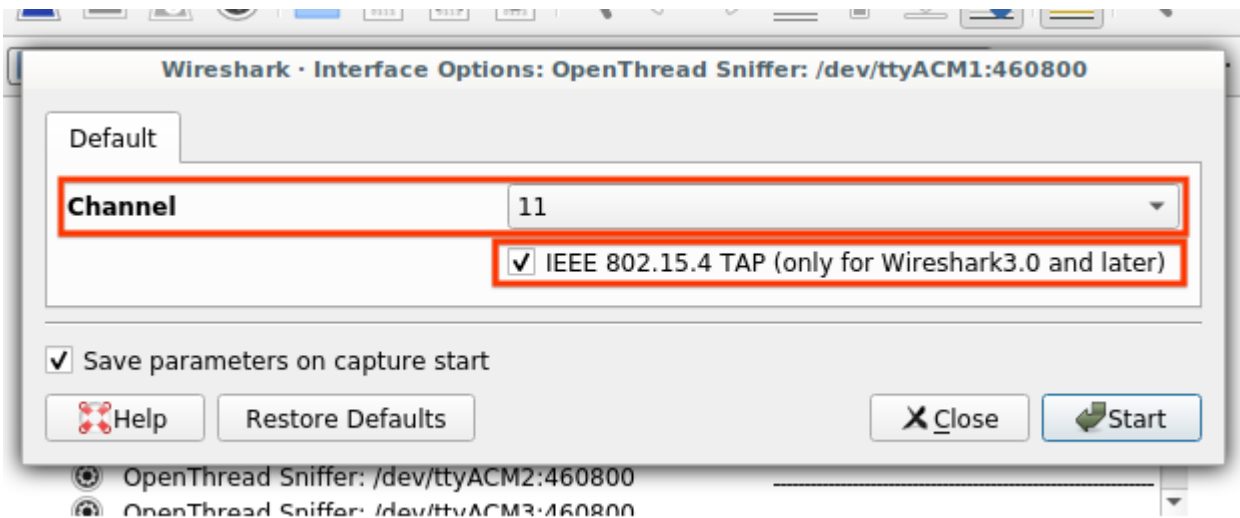 Wireshark · Interface Options: OpenThread Sniffer: /dev/ttyACM1:460800
Default
Channel 11
IEEE 802.15.4 TAP (only for Wireshark3.0 and later)
Save parameters on capture start
Help Restore Defaults Close Start
OpenThread Sniffer: /dev/ttyACM2:460800
OpenThread Sniffer: /dev/ttyACM3:460800